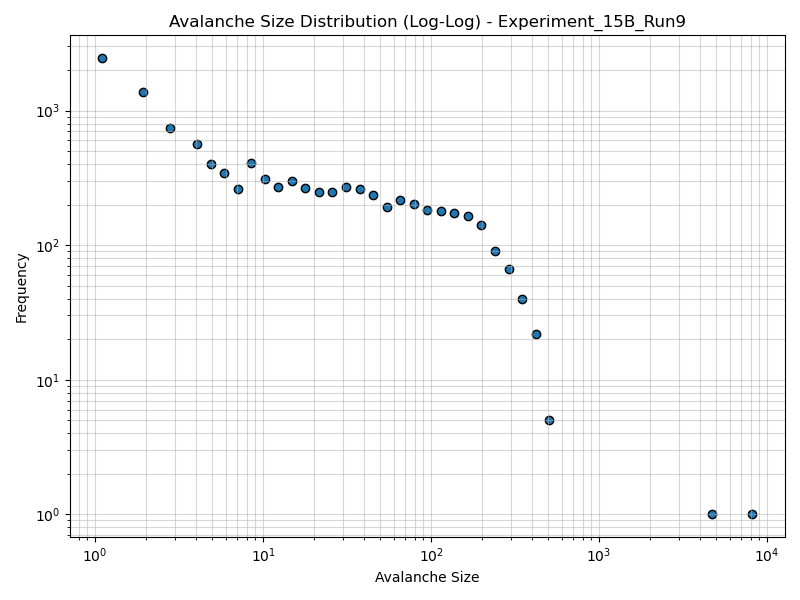 Avalanche Size Distribution (Log-Log) - Experiment_15B_Run9
Frequency
10³
10²
10¹
10⁰
10⁰ 10¹ 10² 10³ 10⁴
Avalanche Size